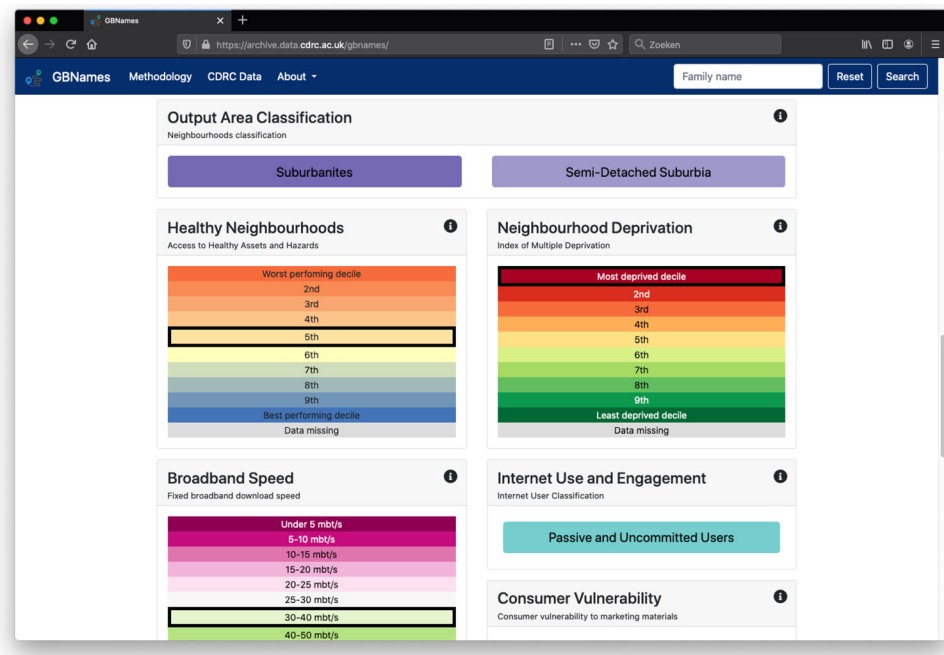 GBNames
https://archive.data.cdrc.ac.uk/gbnames/
Zoeken
GBNames Methodology CDRC Data About Family name Reset Search
Output Area Classification
Neighbourhoods classification
Suburbanites
Semi-Detached Suburbia
Healthy Neighbourhoods
Access to Healthy Assets and Hazards
Worst perfoming decile
2nd
3rd
4th
5th
6th
7th
8th
9th
Best performing decile
Data missing
Neighbourhood Deprivation
Index of Multiple Deprivation
Most deprived decile
2nd
3rd
4th
5th
6th
7th
8th
9th
Least deprived decile
Data missing
Broadband Speed
Fixed broadband download speed
Under 5 mbt/s
5-10 mbt/s
10-15 mbt/s
15-20 mbt/s
20-25 mbt/s
25-30 mbt/s
30-40 mbt/s
40-50 mbt/s
Internet Use and Engagement
Internet User Classification
Passive and Uncommitted Users
Consumer Vulnerability
Consumer vulnerability to marketing materials